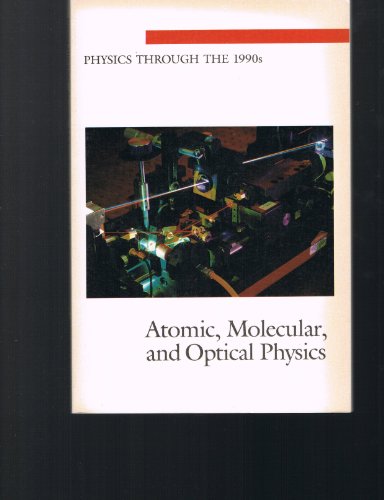 PHYSICS THROUGH THE 1990s
Atomic, Molecular,
and Optical Physics